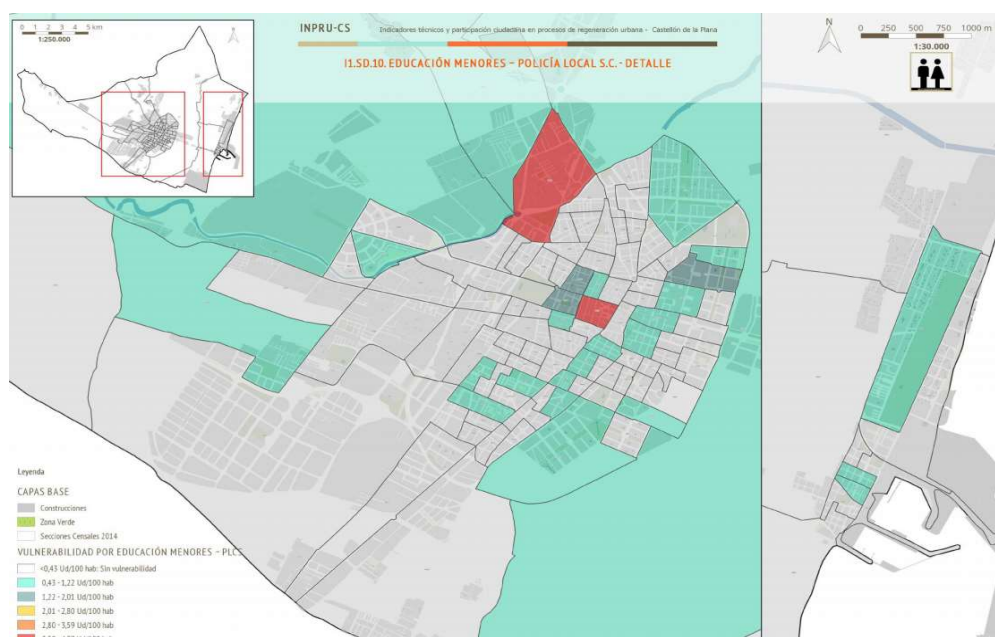 0 1 2 3 4 5 km
1:250.000
INPRU-CS Indicadores técnicos y participación ciudadana en procesos de regeneración urbana - Castellón de la Plana
I1.SD.10. EDUCACIÓN MENORES – POLICÍA LOCAL S.C. - DETALLE
N
0 250 500 750 1000 m
1:30.000
Leyenda
CAPAS BASE
Construcciones
Zona Verde
Secciones Censales 2014
VULNERABILIDAD POR EDUCACIÓN MENORES – PLCS
<0,43 Ud/100 hab: Sin vulnerabilidad
0,43 - 1,22 Ud/100 hab
1,22 - 2,01 Ud/100 hab
2,01 - 2,80 Ud/100 hab
2,80 - 3,59 Ud/100 hab